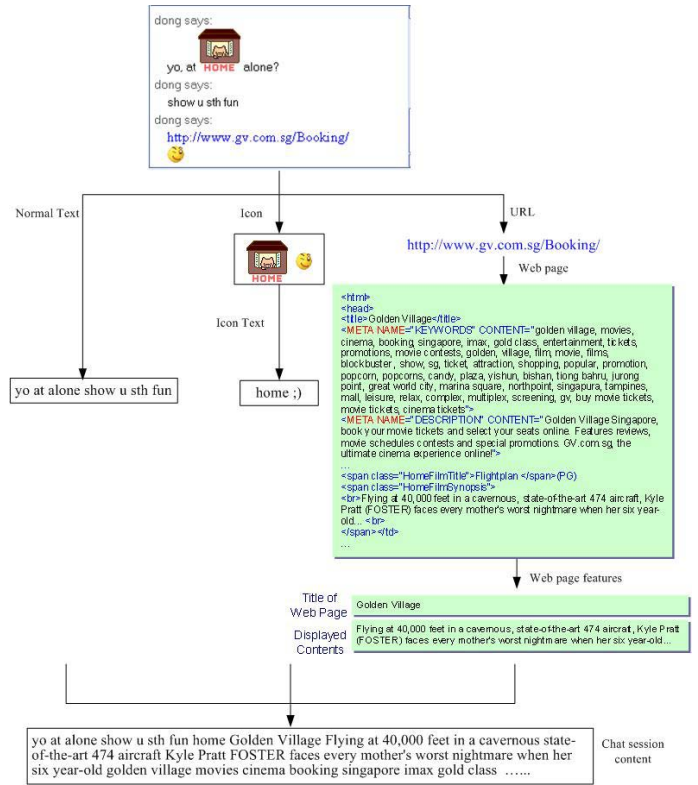 dong says:
yo, at HOME alone?
dong says:
show u sth fun
dong says:
http://www.gv.com.sg/Booking/
Normal Text
Icon
URL
http://www.gv.com.sg/Booking/
HOME
Web page
Icon Text
<html>
<head>
<title>Golden Village</title>
<META NAME="KEYWORDS" CONTENT="golden village, movies,
cinema, booking, singapore, imax, gold class, entertainment, tickets,
promotions, movie contests, golden, village, film, movie, films,
blockbuster , show, sg, ticket, attraction, shopping, popular, promotion,
popcorn, popcorns, candy, plaza, yishun, bishan, tiong bahru, jurong
point, great world city, marina square, northpoint, singapura, tampines,
mall, leisure, relax, complex, multiplex, screening, gv, buy movie tickets,
movie tickets, cinema tickets">
<META NAME="DESCRIPTION" CONTENT="Golden Village Singapore,
book your movie tickets and select your seats online. Features reviews,
movie schedules contests and special promotions. GV.com.sg, the
ultimate cinema experience online!">
...
<span class="HomeFilmTitle">Flightplan </span>(PG)
<span class="HomeFilmSynopsis">
<br>Flying at 40,000 feet in a cavernous, state-of-the-art 474 aircraft, Kyle
Pratt (FOSTER) faces every mother's worst nightmare when her six year-
old... <br>
</span></td>
...
yo at alone show u sth fun
home ;)
Web page features
Title of
Web Page
Golden Village
Displayed
Contents
Flying at 40,000 feet in a cavernous, state-of-the-art 474 aircraft, Kyle Pratt
(FOSTER) faces every mother's worst nightmare when her six year-old...
yo at alone show u sth fun home Golden Village Flying at 40,000 feet in a cavernous state-
of-the-art 474 aircraft Kyle Pratt FOSTER faces every mother's worst nightmare when her
six year-old golden village movies cinema booking singapore imax gold class ......
Chat session
content